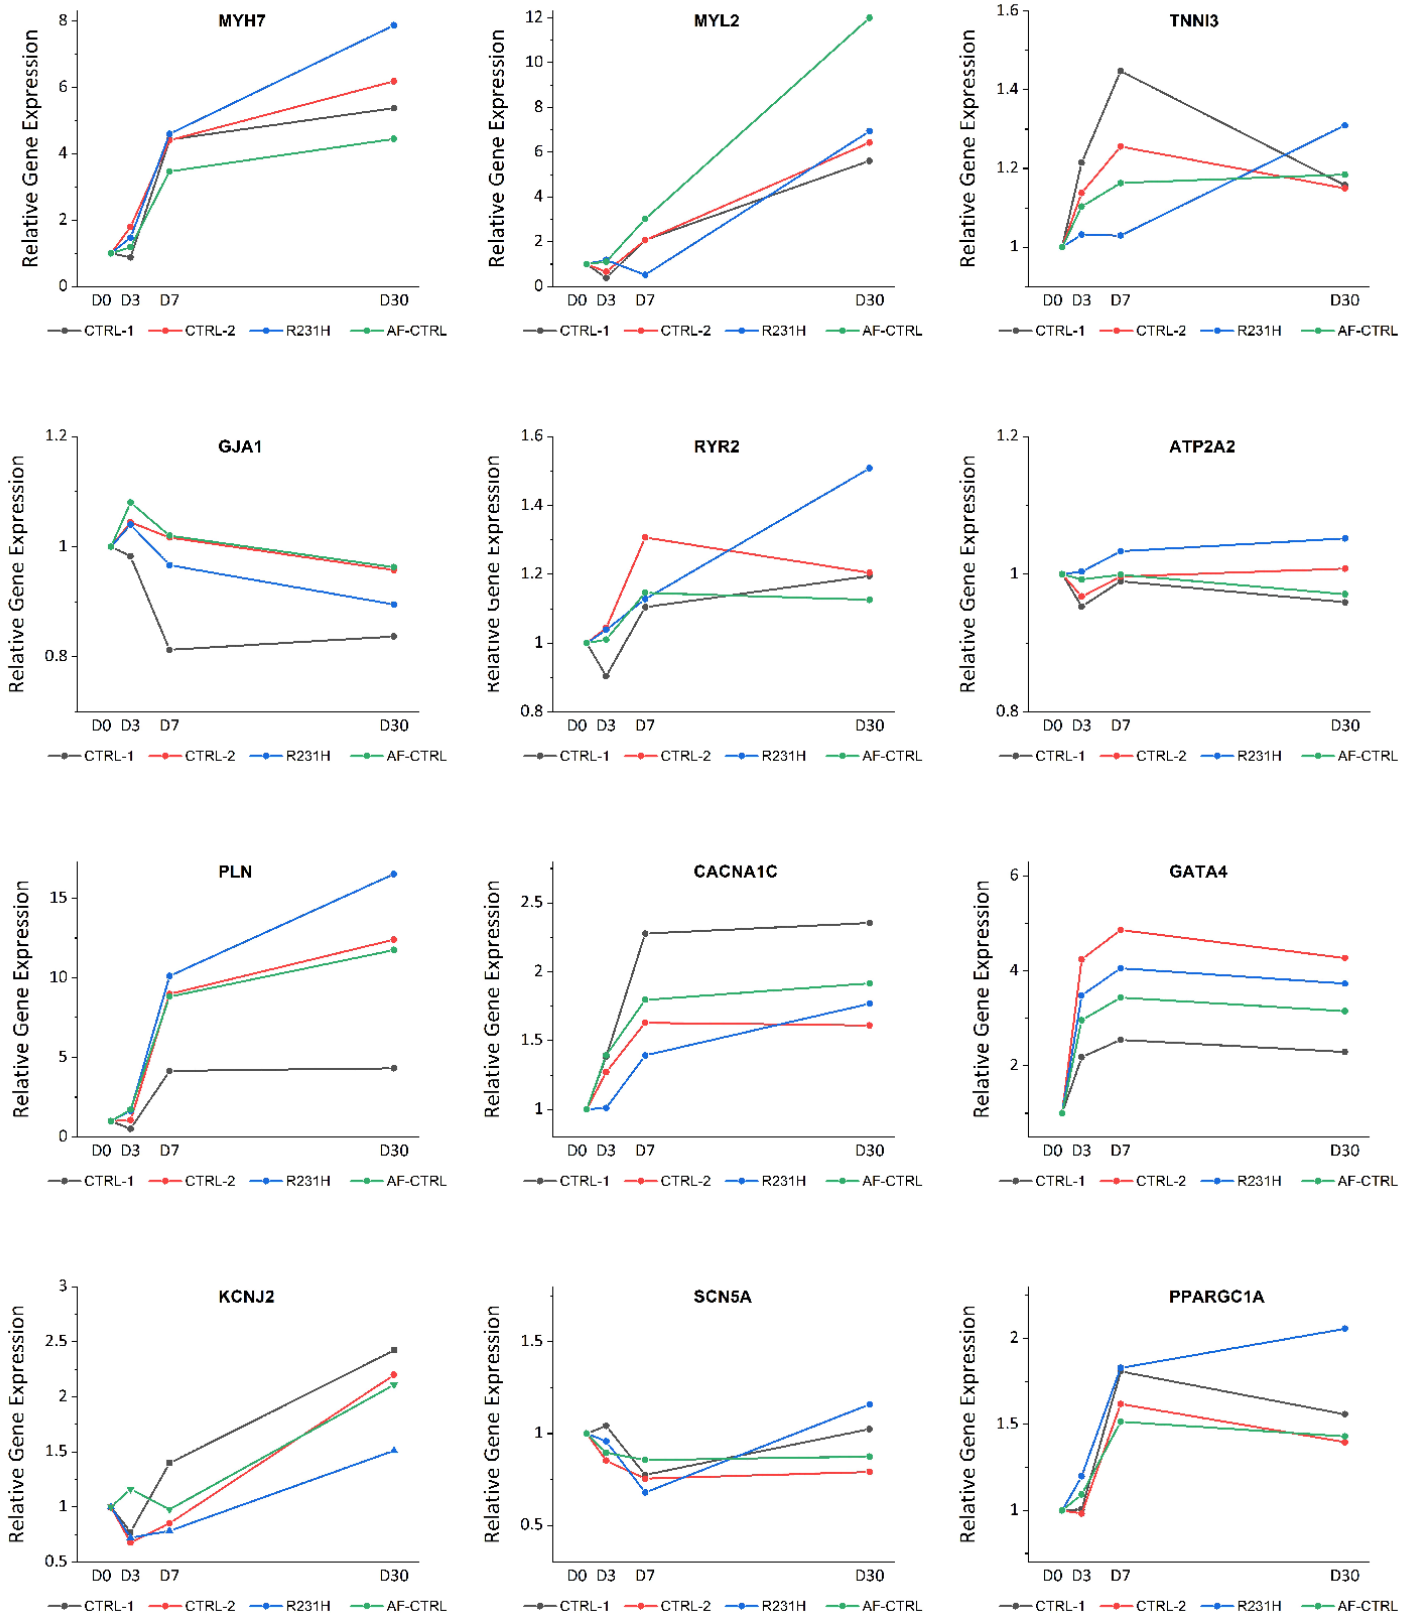 MYH7
Relative Gene Expression
8
6
4
2
0
D0 D3 D7 D30
CTRL-1 CTRL-2 R231H AF-CTRL
MYL2
Relative Gene Expression
12
10
8
6
4
2
0
D0 D3 D7 D30
CTRL-1 CTRL-2 R231H AF-CTRL
TNNI3
Relative Gene Expression
1.6
1.4
1.2
1
D0 D3 D7 D30
CTRL-1 CTRL-2 R231H AF-CTRL
GJA1
Relative Gene Expression
1.2
1
0.8
D0 D3 D7 D30
CTRL-1 CTRL-2 R231H AF-CTRL
RYR2
Relative Gene Expression
1.6
1.4
1.2
1
0.8
D0 D3 D7 D30
CTRL-1 CTRL-2 R231H AF-CTRL
ATP2A2
Relative Gene Expression
1.2
1
0.8
D0 D3 D7 D30
CTRL-1 CTRL-2 R231H AF-CTRL
PLN
Relative Gene Expression
15
10
5
0
D0 D3 D7 D30
CTRL-1 CTRL-2 R231H AF-CTRL
CACNA1C
Relative Gene Expression
2.5
2
1.5
1
D0 D3 D7 D30
CTRL-1 CTRL-2 R231H AF-CTRL
GATA4
Relative Gene Expression
6
4
2
D0 D3 D7 D30
CTRL-1 CTRL-2 R231H AF-CTRL
KCNJ2
Relative Gene Expression
3
2.5
2
1.5
1
0.5
D0 D3 D7 D30
CTRL-1 CTRL-2 R231H AF-CTRL
SCN5A
Relative Gene Expression
1.5
1
0.5
D0 D3 D7 D30
CTRL-1 CTRL-2 R231H AF-CTRL
PPARGC1A
Relative Gene Expression
2
1.5
1
D0 D3 D7 D30
CTRL-1 CTRL-2 R231H AF-CTRL